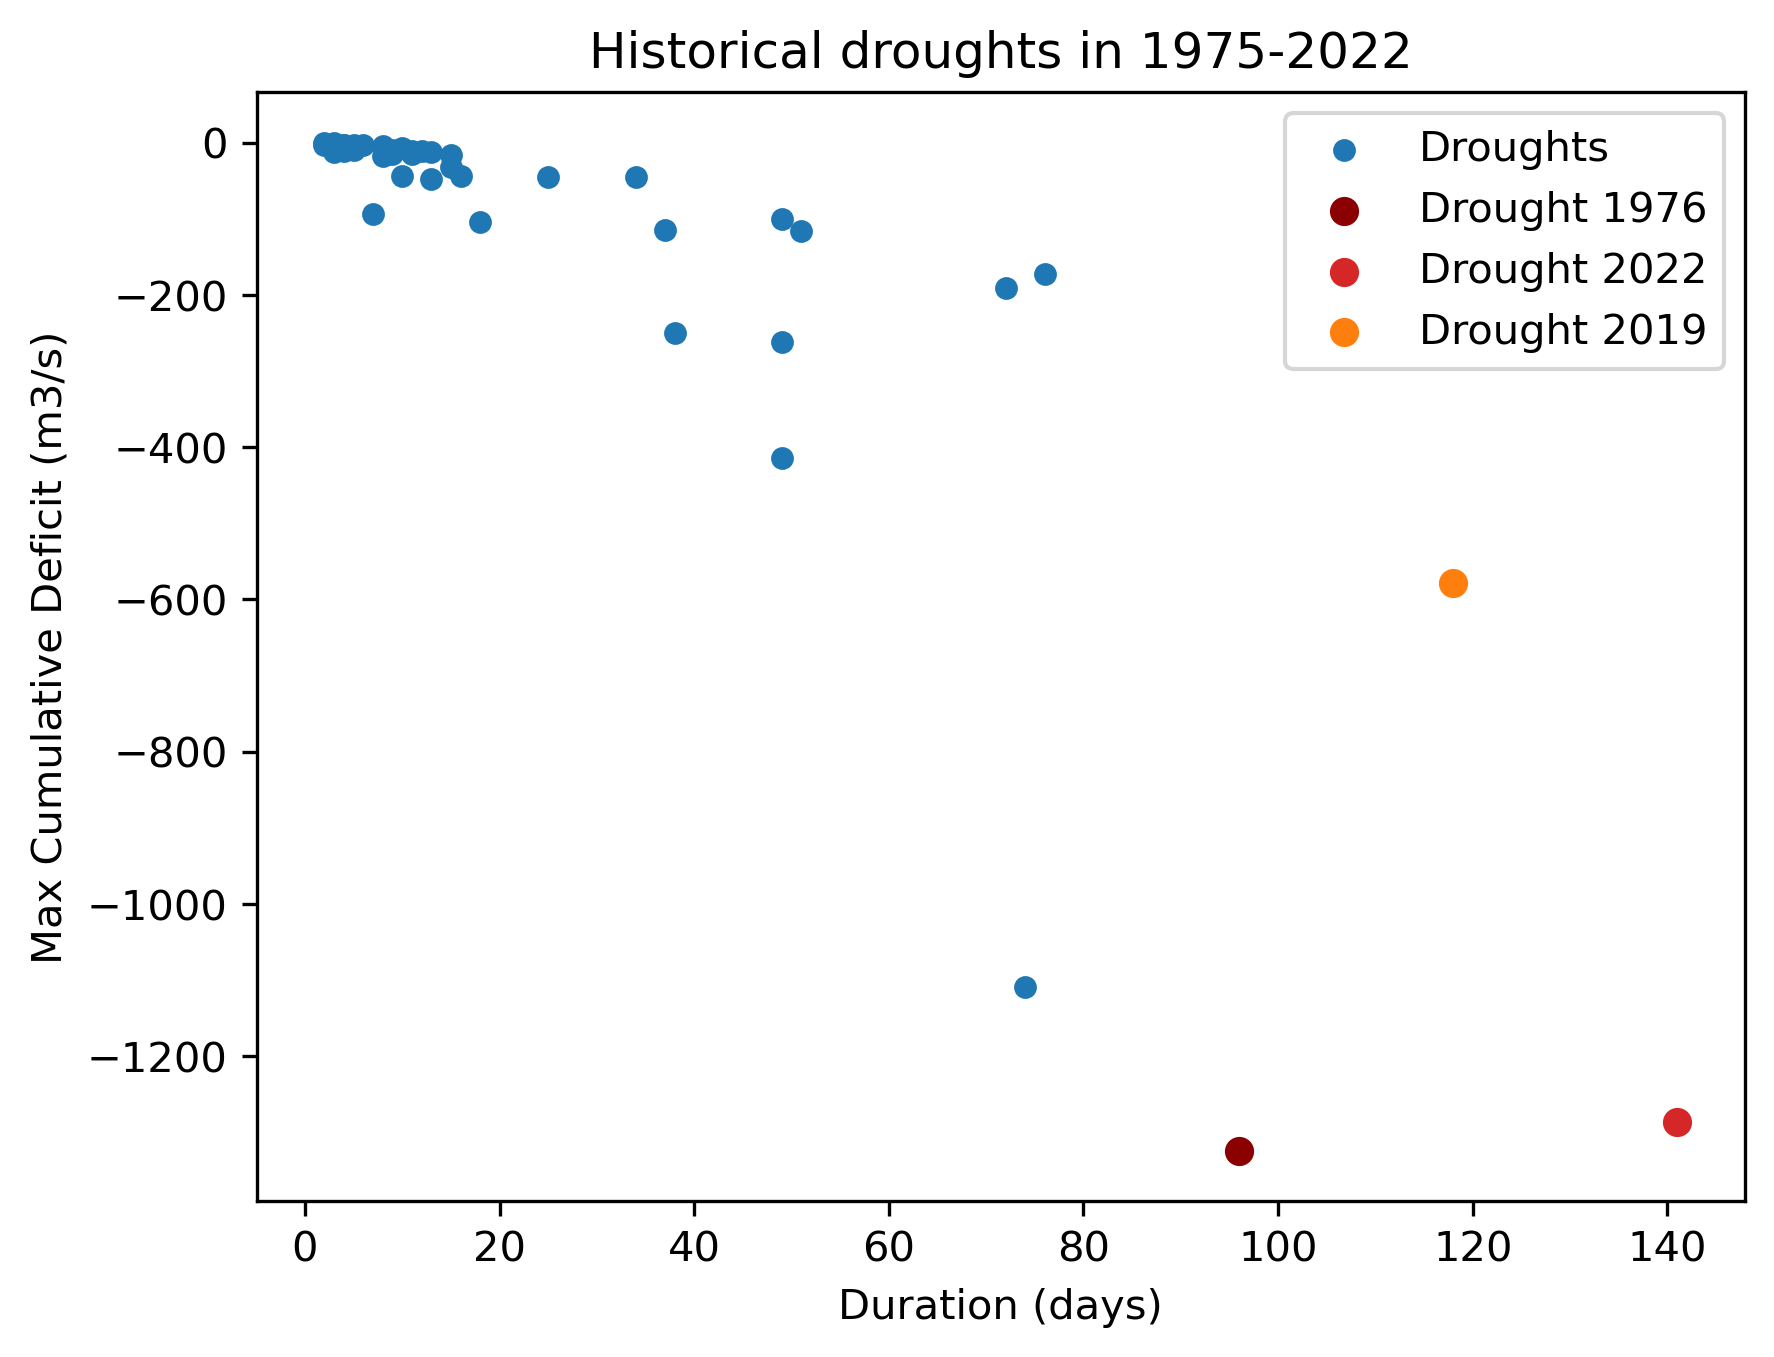 Historical droughts in 1975-2022
Droughts
Drought 1976
Drought 2022
Drought 2019
Max Cumulative Deficit (m3/s)
0
−200
−400
−600
−800
−1000
−1200
0 20 40 60 80 100 120 140
Duration (days)